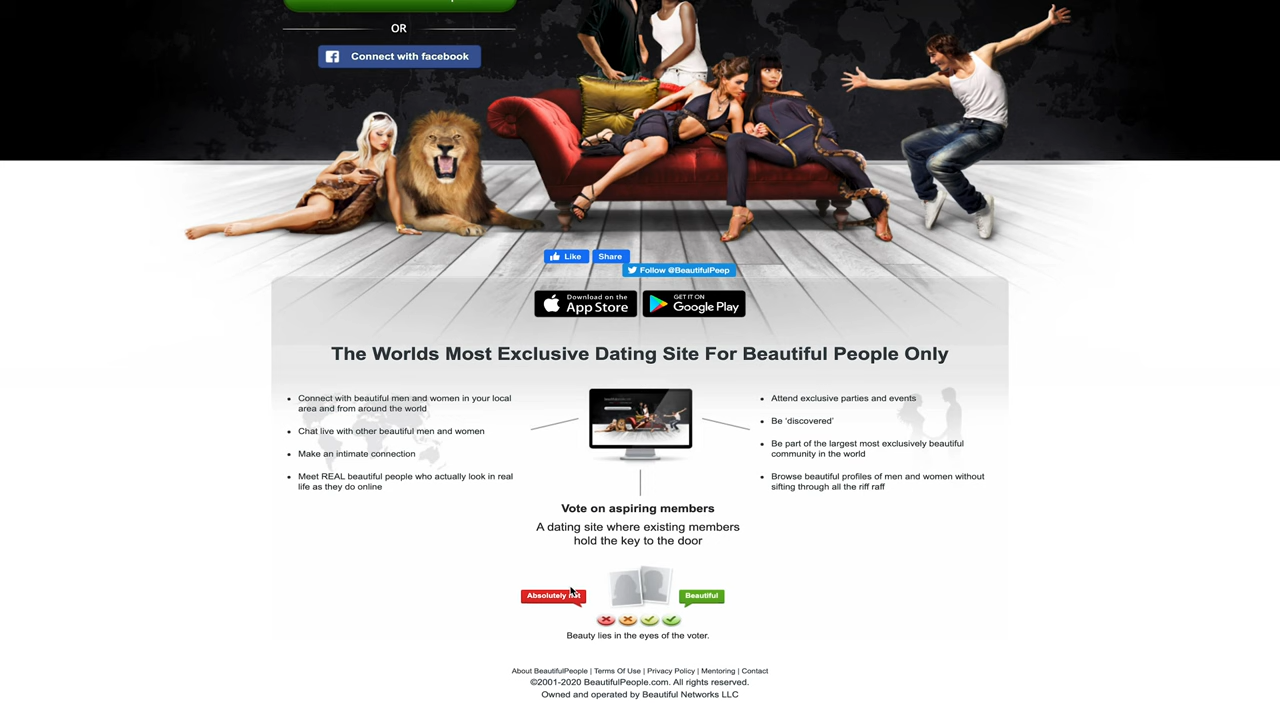 OR
Connect with facebook
Like
Share
Follow @BeautifulPeep
Download on the
App Store
GET IT ON
Google Play
The Worlds Most Exclusive Dating Site For Beautiful People Only
Connect with beautiful men and women in your local
area and from around the world
Chat live with other beautiful men and women
Make an intimate connection
Meet REAL beautiful people who actually look in real
life as they do online
Attend exclusive parties and events
Be ‘discovered’
Be part of the largest most exclusively beautiful
community in the world
Browse beautiful profiles of men and women without
sifting through all the riff raff
Vote on aspiring members
A dating site where existing members
hold the key to the door
Absolutely not
Beautiful
Beauty lies in the eyes of the voter.
About BeautifulPeople | Terms Of Use | Privacy Policy | Mentoring | Contact
©2001-2020 BeautifulPeople.com. All rights reserved.
Owned and operated by Beautiful Networks LLC